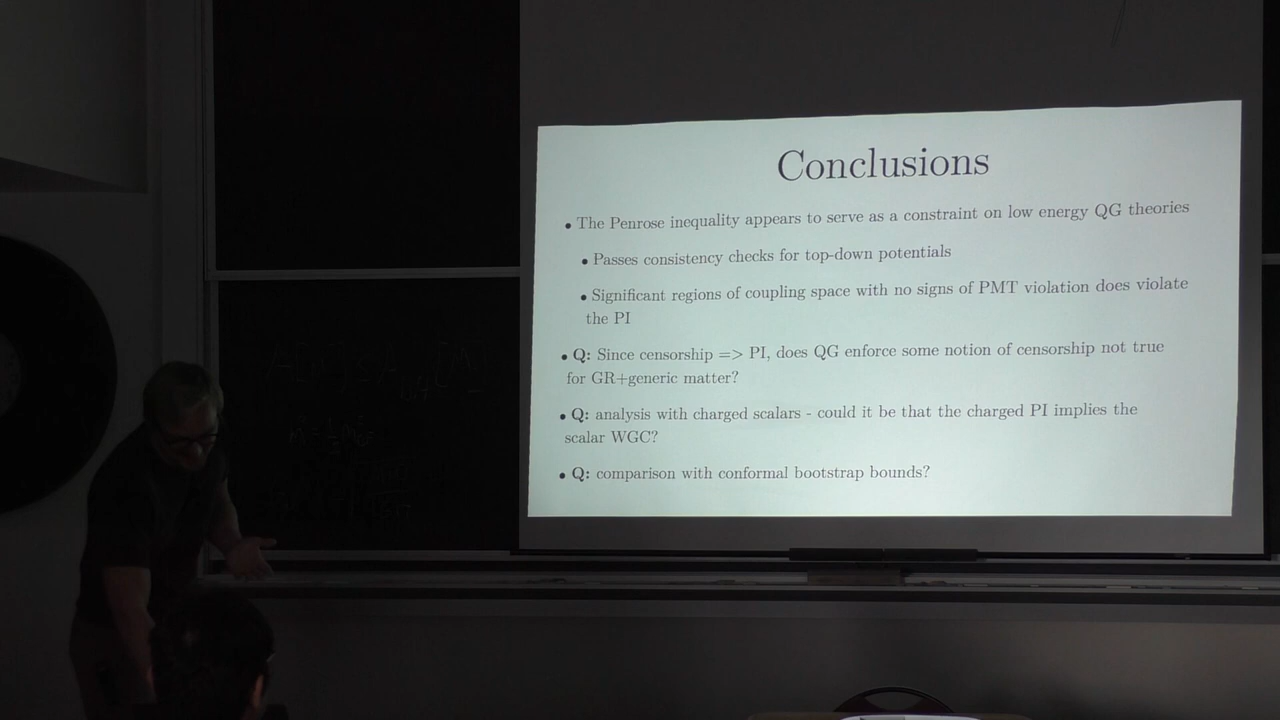 Conclusions
• The Penrose inequality appears to serve as a constraint on low energy QG theories
• Passes consistency checks for top-down potentials
• Significant regions of coupling space with no signs of PMT violation does violate
the PI
• Q: Since censorship => PI, does QG enforce some notion of censorship not true
for GR+generic matter?
• Q: analysis with charged scalars - could it be that the charged PI implies the
scalar WGC?
• Q: comparison with conformal bootstrap bounds?